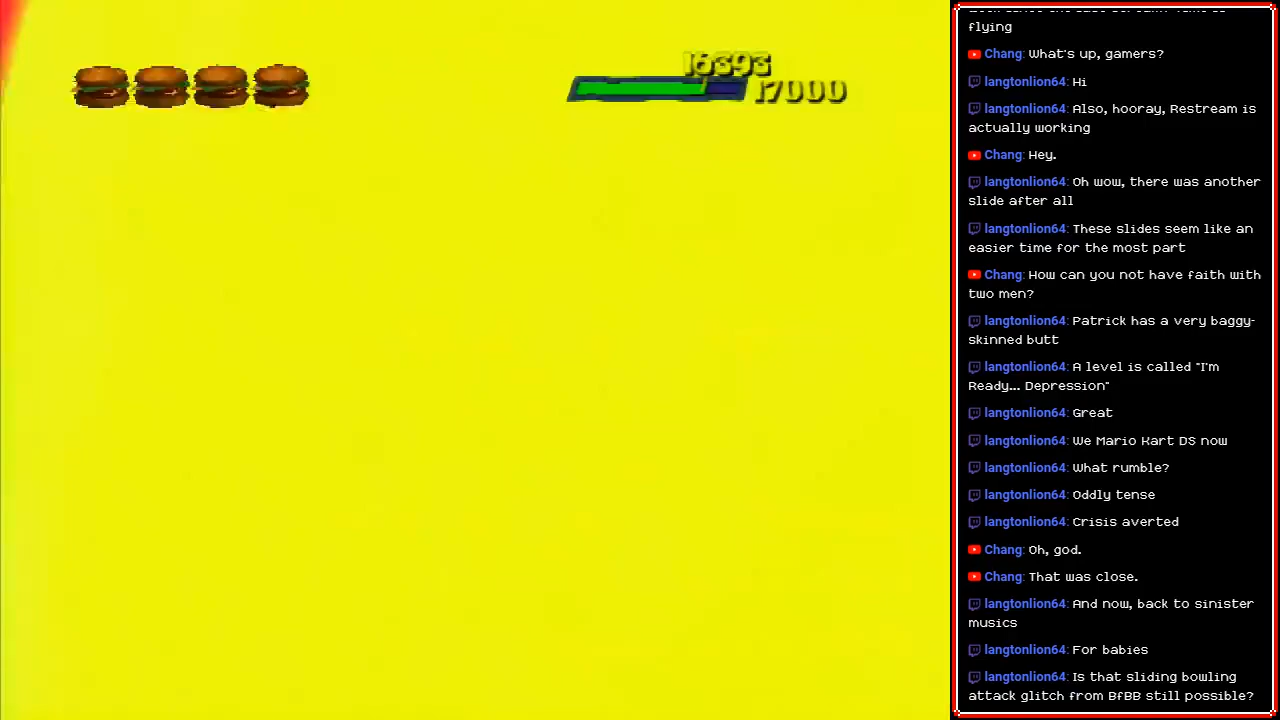 16393
17000
flying
Chang: What's up, gamers?
langtonlion64: Hi
langtonlion64: Also, hooray, Restream is
actually working
Chang: Hey.
langtonlion64: Oh wow, there was another
slide after all
langtonlion64: These slides seem like an
easier time for the most part
Chang: How can you not have faith with
two men?
langtonlion64: Patrick has a very baggy-
skinned butt
langtonlion64: A level is called "I'm
Ready... Depression"
langtonlion64: Great
langtonlion64: We Mario Kart DS now
langtonlion64: What rumble?
langtonlion64: Oddly tense
langtonlion64: Crisis averted
Chang: Oh, god.
Chang: That was close.
langtonlion64: And now, back to sinister
musics
langtonlion64: For babies
langtonlion64: Is that sliding bowling
attack glitch from BfBB still possible?